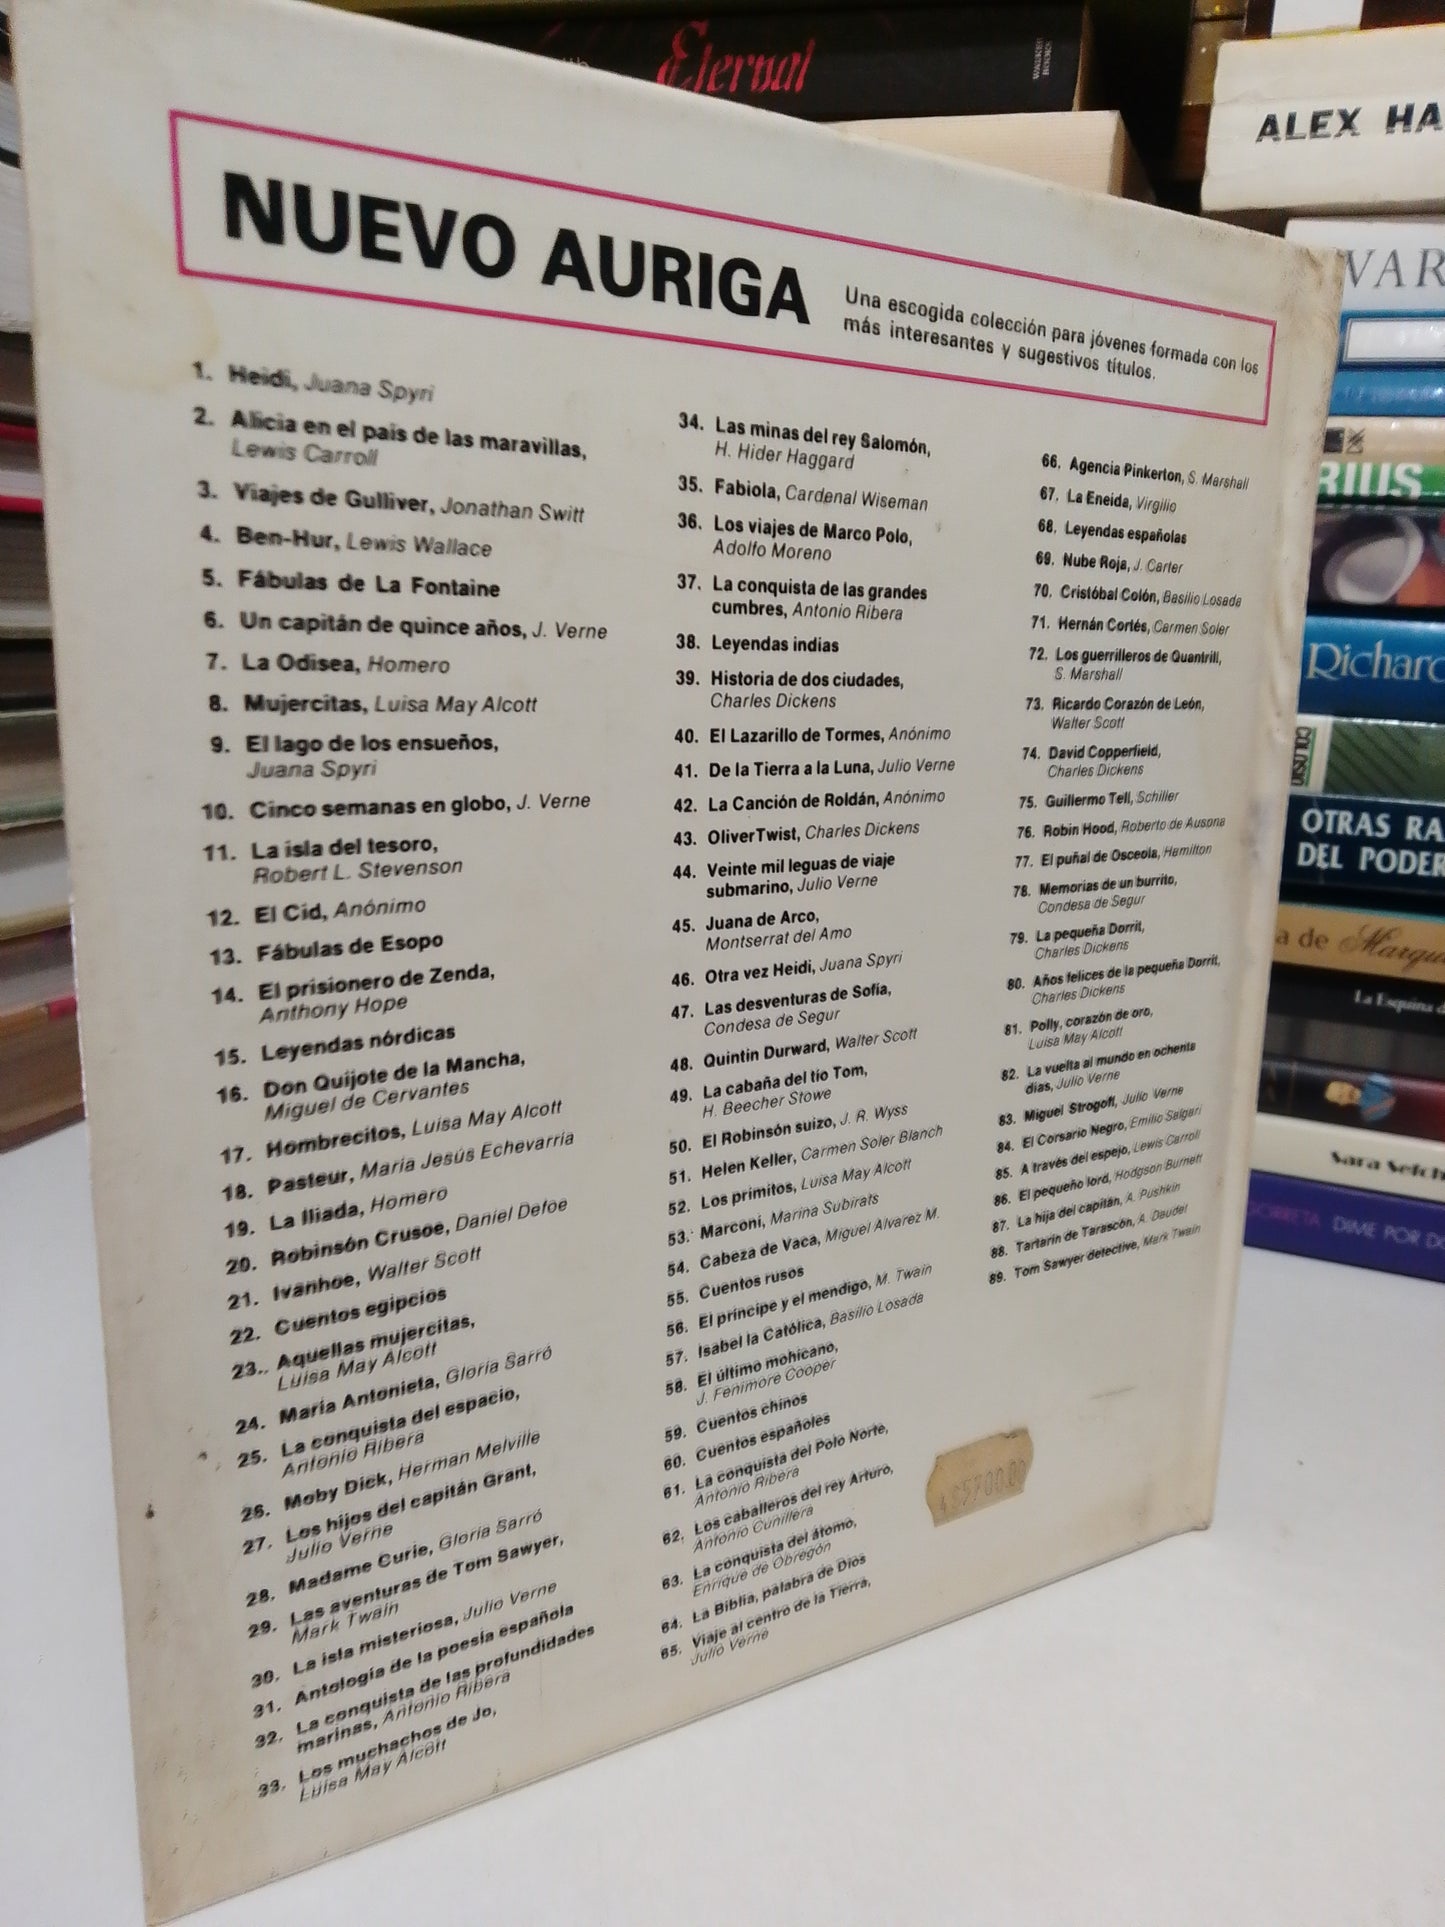 Eternal
WARNER
BOOKS
NUEVO AURIGA
Una escogida colección para jóvenes formada con los
más interesantes y sugestivos títulos.
1. Heidi, Juana Spyri
2. Alicia en el pais de las maravillas,
Lewis Carroll
3. Viajes de Gulliver, Jonathan Switt
4. Ben-Hur, Lewis Wallace
5. Fábulas de La Fontaine
6. Un capitán de quince años, J. Verne
7. La Odisea, Homero
8. Mujercitas, Luisa May Alcott
9. El lago de los ensueños,
Juana Spyri
10. Cinco semanas en globo, J. Verne
11. La isla del tesoro,
Robert L. Stevenson
12. El Cid, Anónimo
13. Fábulas de Esopo
14. El prisionero de Zenda,
Anthony Hope
15. Leyendas nórdicas
16. Don Quijote de la Mancha,
Miguel de Cervantes
17. Hombrecitos, Luisa May Alcott
18. Pasteur, Maria Jesús Echevarria
19. La Iliada, Homero
20. Robinsón Crusoe, Daniel Defoe
21. Ivanhoe, Walter Scott
22. Cuentos egipcios
23.. Aquellas mujercitas,
Luisa May Alcott
24. María Antonieta, Gloria Sarró
25. La conquista del espacio,
Antonio Ribera
26. Moby Dick, Herman Melville
27. Los hijos del capitán Grant,
Julio Verne
28. Madame Curie, Gloria Sarró
29. Las aventuras de Tom Sawyer,
Mark Twain
30. La isla misteriosa, Julio Verne
31. Antología de la poesía española
32. La conquista de las profundidades
marinas, Antonio Ribera
33. Los muchachos de Jo,
Luisa May Alcott
34. Las minas del rey Salomón,
H. Hider Haggard
35. Fabiola, Cardenal Wiseman
36. Los viajes de Marco Polo,
Adolfo Moreno
37. La conquista de las grandes
cumbres, Antonio Ribera
38. Leyendas indias
39. Historia de dos ciudades,
Charles Dickens
40. El Lazarillo de Tormes, Anónimo
41. De la Tierra a la Luna, Julio Verne
42. La Canción de Roldán, Anónimo
43. OliverTwist, Charles Dickens
44. Veinte mil leguas de viaje
submarino, Julio Verne
45. Juana de Arco,
Montserrat del Amo
46. Otra vez Heidi, Juana Spyri
47. Las desventuras de Sofía,
Condesa de Segur
48. Quintin Durward, Walter Scott
49. La cabaña del tío Tom,
H. Beecher Stowe
50. El Robinsón suizo, J. R. Wyss
51. Helen Keller, Carmen Soler Blanch
52. Los primitos, Luisa May Alcott
53. Marconi, Marina Subirats
54. Cabeza de Vaca, Miguel Alvarez M.
55. Cuentos rusos
56. El príncipe y el mendigo, M. Twain
57. Isabel la Católica, Basilio Losada
58. El último mohicano,
J. Fenimore Cooper
59. Cuentos chinos
60. Cuentos españoles
61. La conquista del Polo Norte,
Antonio Ribera
62. Los caballeros del rey Arturo,
Antonio Cunillera
63. La conquista del átomo,
Enrique de Obregón
64. La Biblia, palabra de Dios
65. Viaje al centro de la Tierra,
Julio Verne
66. Agencia Pinkerton, S. Marshall
67. La Eneida, Virgilio
68. Leyendas españolas
69. Nube Roja, J. Carter
70. Cristóbal Colón, Basilio Losada
71. Hernán Cortés, Carmen Soler
72. Los guerrilleros de Quantrill,
S. Marshall
73. Ricardo Corazón de León,
Walter Scott
74. David Copperfield,
Charles Dickens
75. Guillermo Tell, Schiller
76. Robin Hood, Roberto de Ausona
77. El puñal de Osceola, Hamilton
78. Memorias de un burrito,
Condesa de Segur
79. La pequeña Dorrit,
Charles Dickens
80. Años felices de la pequeña Dorrit,
Charles Dickens
81. Polly, corazón de oro,
Luisa May Alcott
82. La vuelta al mundo en ochenta
días, Julio Verne
83. Miguel Strogoff, Julio Verne
84. El Corsario Negro, Emilio Salgari
85. A través del espejo, Lewis Carroll
86. El pequeño lord, Hodgson Burnett
87. La hija del capitán, A. Pushkin
88. Tartarín de Tarascón, A. Daudet
89. Tom Sawyer detective, Mark Twain
ALEX HA
VAR
RIUS
Richard
COLOSIO
OTRAS RA
DEL PODER
a de Marqu
La Esquina d
Sara Sefch
DIME POR DO